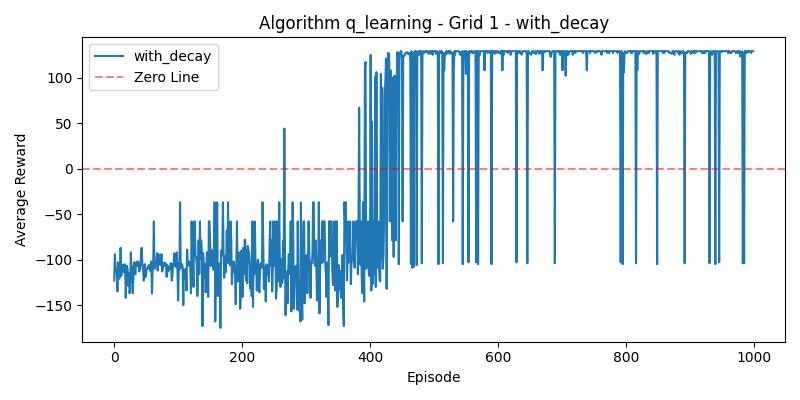 Algorithm q_learning - Grid 1 - with_decay
with_decay
Zero Line
Average Reward
100
50
0
−50
−100
−150
0
200
400
600
800
1000
Episode